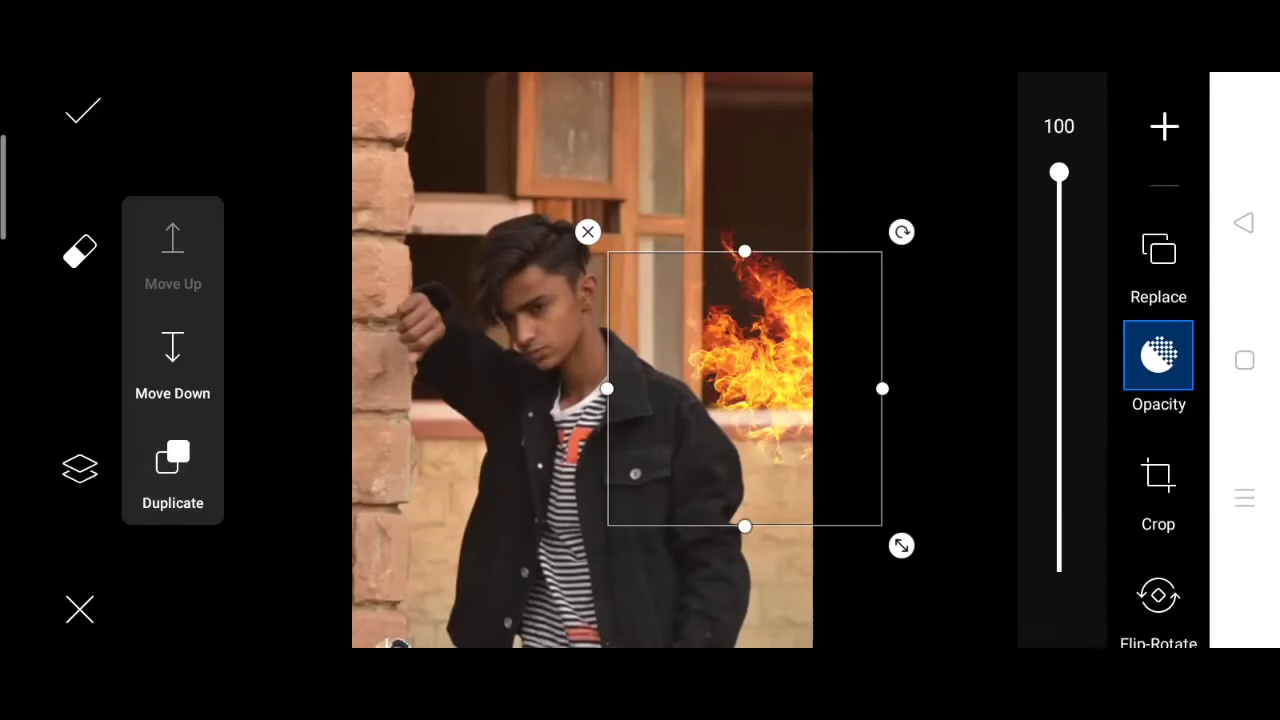 Move Up
Move Down
Duplicate
100
Replace
Opacity
Crop
Flip-Rotate